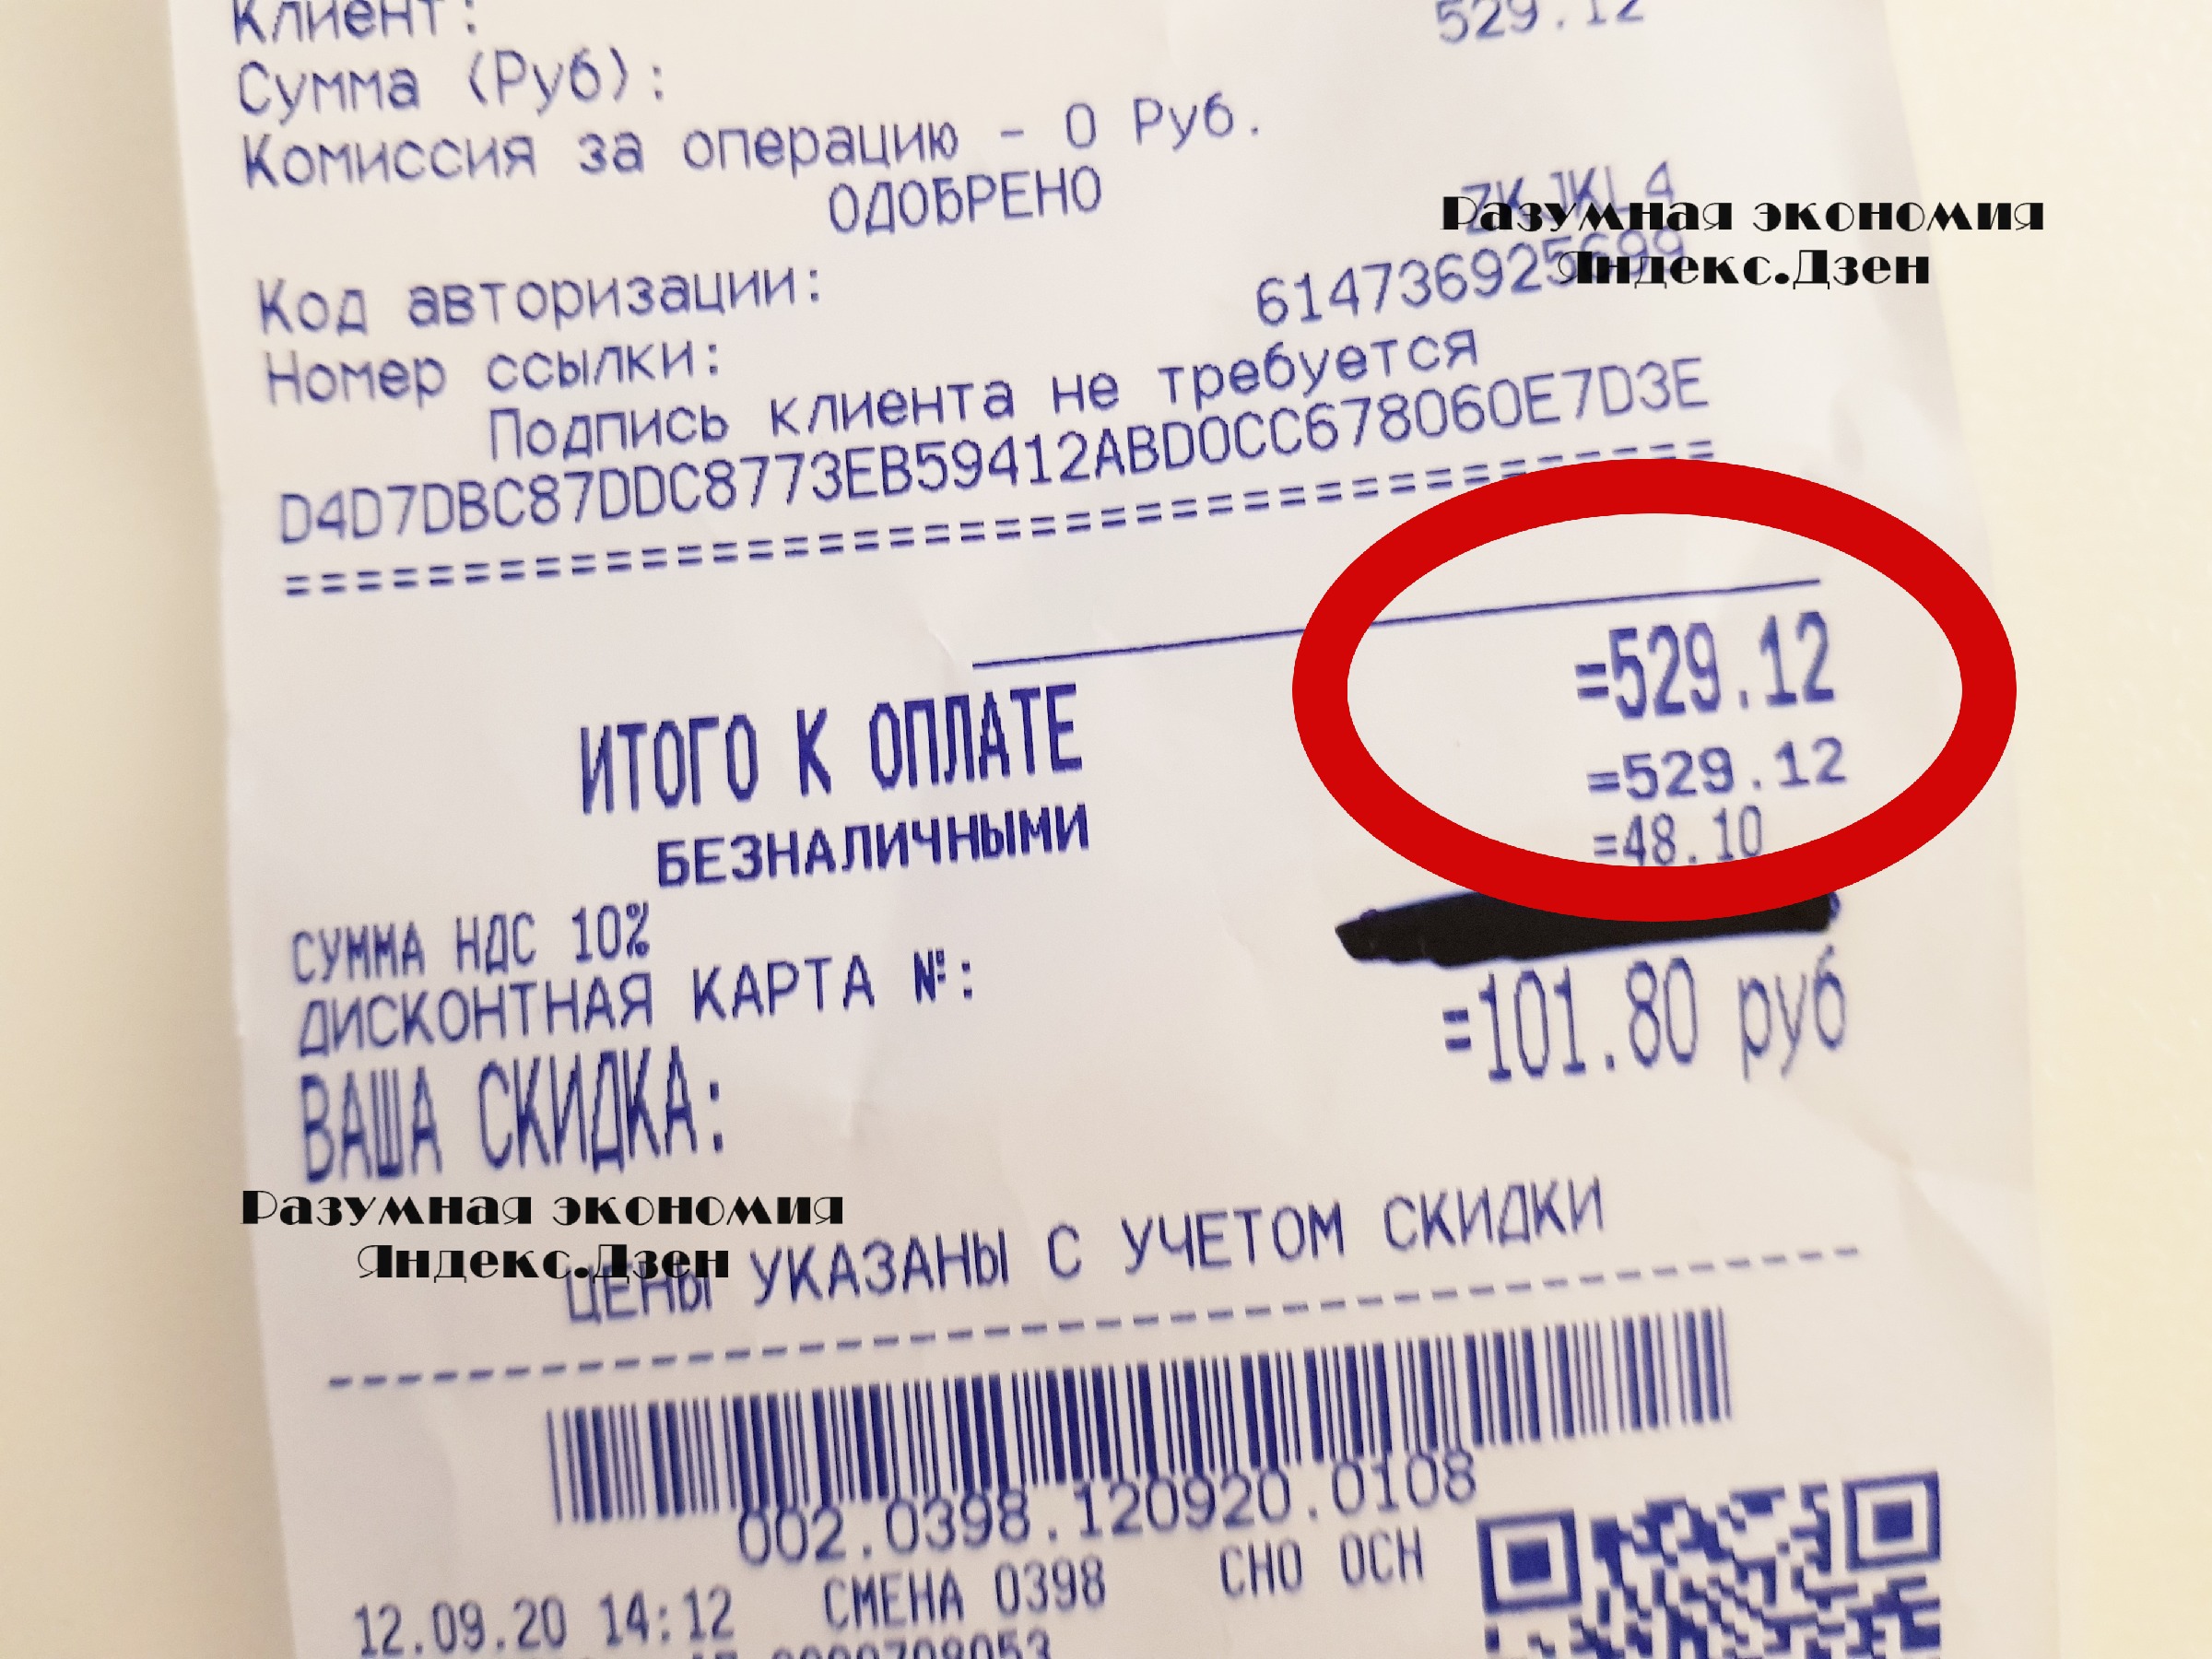 Клиент:
Сумма (Руб): 529.12
Комиссия за операцию - 0 Руб.
ОДОБРЕНО
Код авторизации: ZKJKL4
Разумная экономия
Яндекс.Дзен
Номер ссылки: 614736925699
Подпись клиента не требуется
D4D7DBC87DDC8773EB59412ABD0CC678060E7D3E
========================================
ИТОГО К ОПЛАТЕ =529.12
БЕЗНАЛИЧНЫМИ =529.12
СУММА НДС 10% =48.10
ДИСКОНТНАЯ КАРТА №:
ВАША СКИДКА: =101.80 руб
Разумная экономия
Яндекс.Дзен
ЦЕНЫ УКАЗАНЫ С УЧЕТОМ СКИДКИ
002.0398.120920.0108
12.09.20 14:12 СМЕНА 0398 СНО ОСН